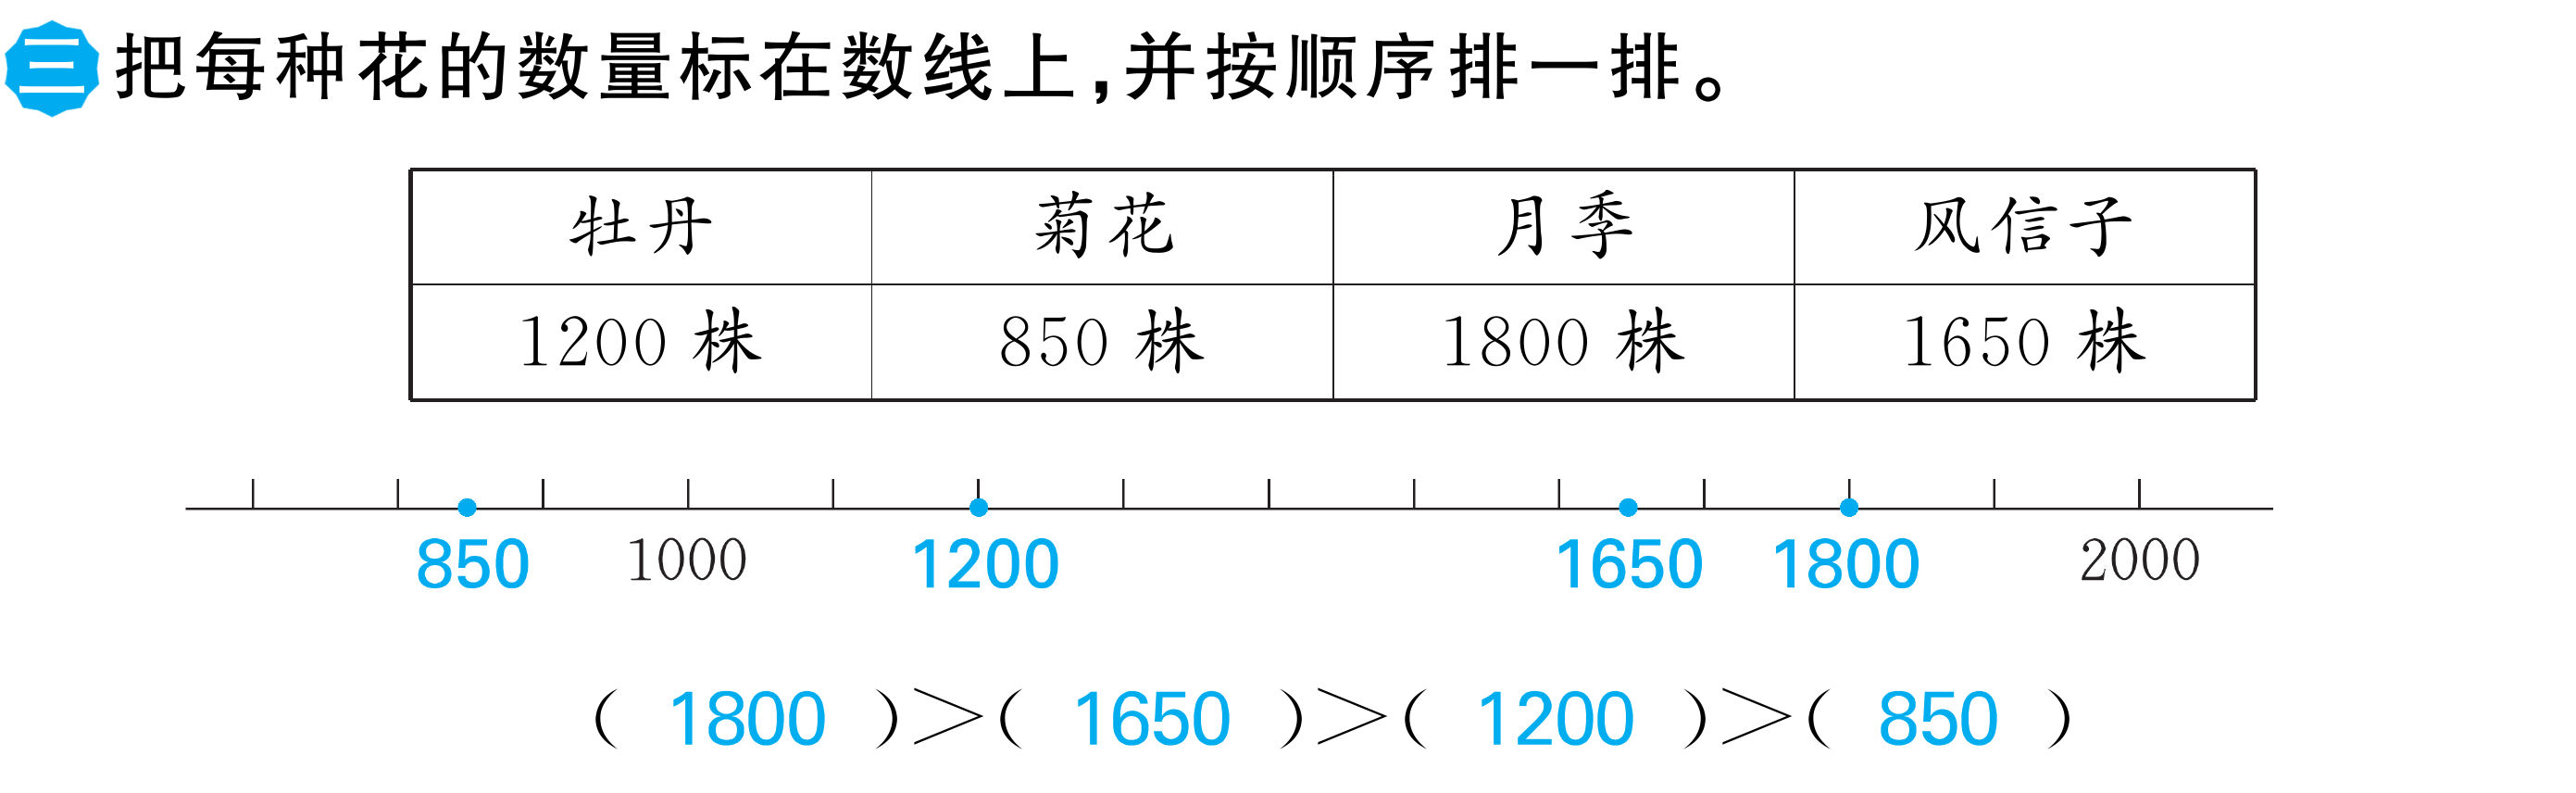 三 把每种花的数量标在数线上,并按顺序排一排。
牡丹 菊花 月季 风信子
1200 株 850 株 1800 株 1650 株
850 1000 1200 1650 1800 2000
( 1800 )>( 1650 )>( 1200 )>( 850 )